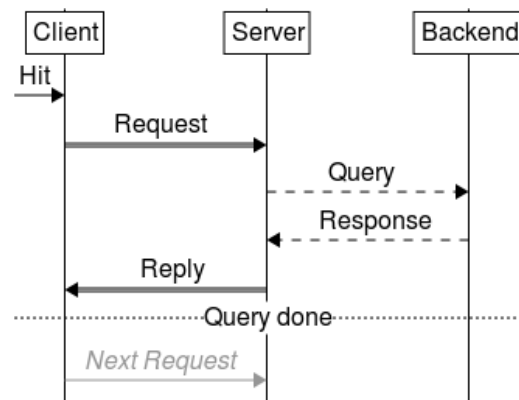 Client Server Backend
Hit
Request
Query
Response
Reply
Query done
Next Request